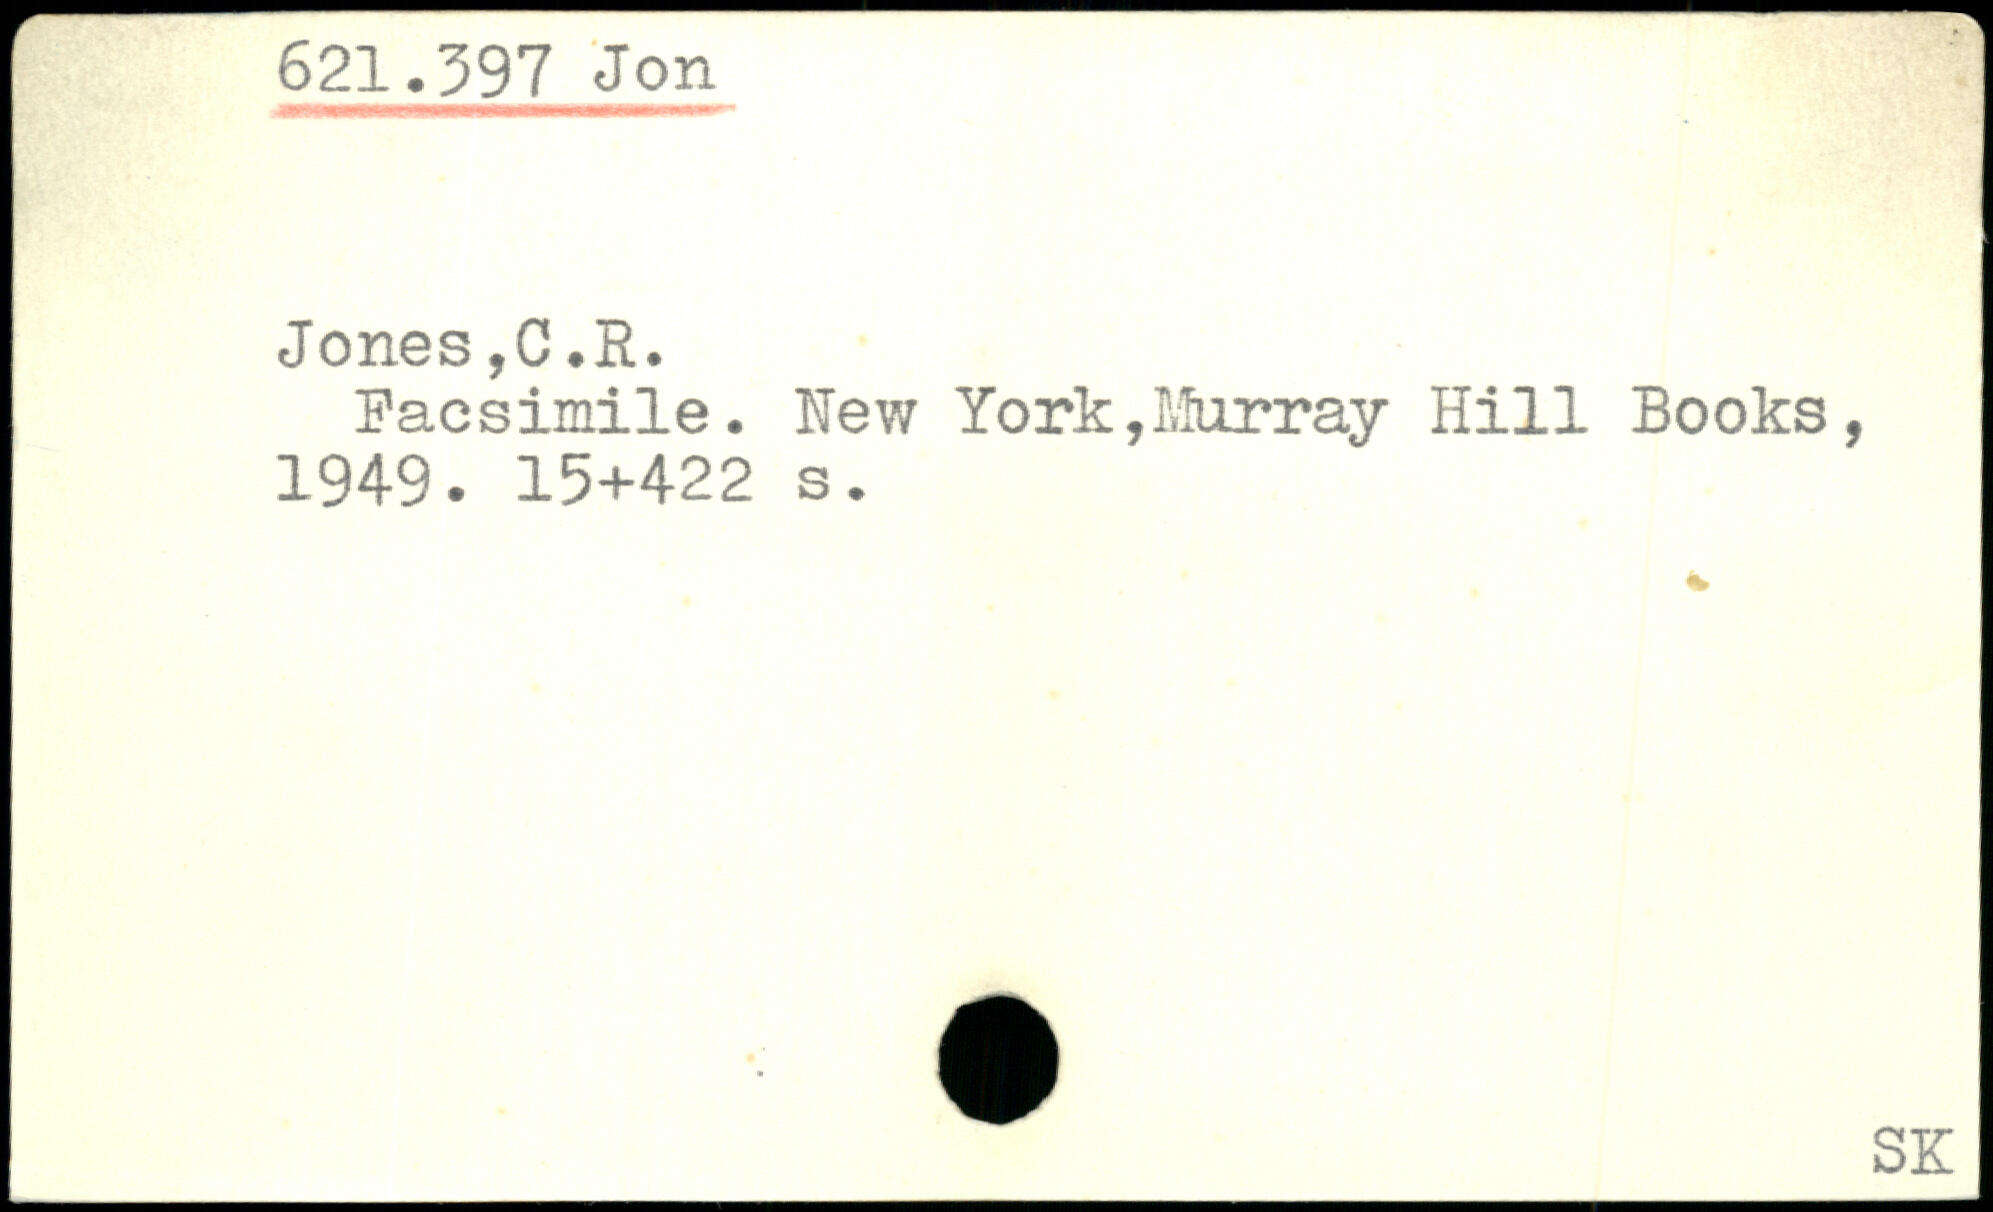 621.397 Jon
Jones,C.R.
Facsimile. New York,Murray Hill Books,
1949. 15+422 s.
SK